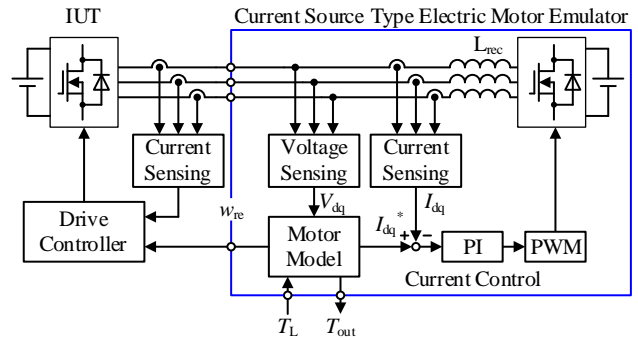 IUT
Current Source Type Electric Motor Emulator
Lrec
Current
Sensing
Voltage
Sensing
Current
Sensing
Drive
Controller
wre
Vdq
Idq*
Idq
Motor
Model
+
−
PI
PWM
Current Control
TL
Tout